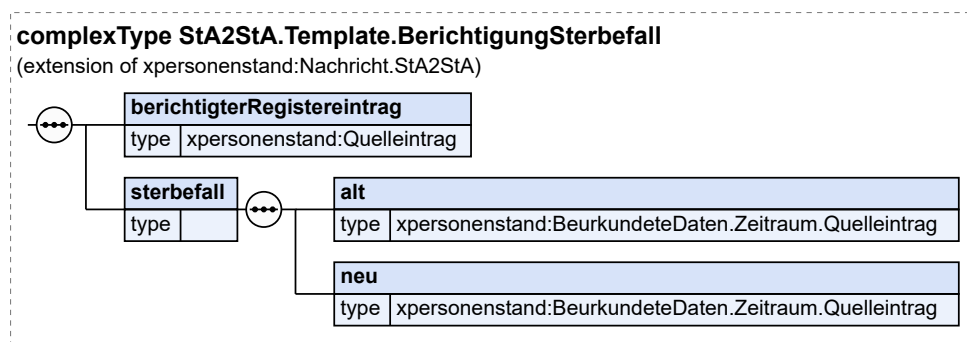 complexType StA2StA.Template.BerichtigungSterbefall
(extension of xpersonenstand:Nachricht.StA2StA)
berichtigterRegistereintrag
type xpersonenstand:Quelleintrag
sterbefall
type
alt
type xpersonenstand:BeurkundeteDaten.Zeitraum.Quelleintrag
neu
type xpersonenstand:BeurkundeteDaten.Zeitraum.Quelleintrag